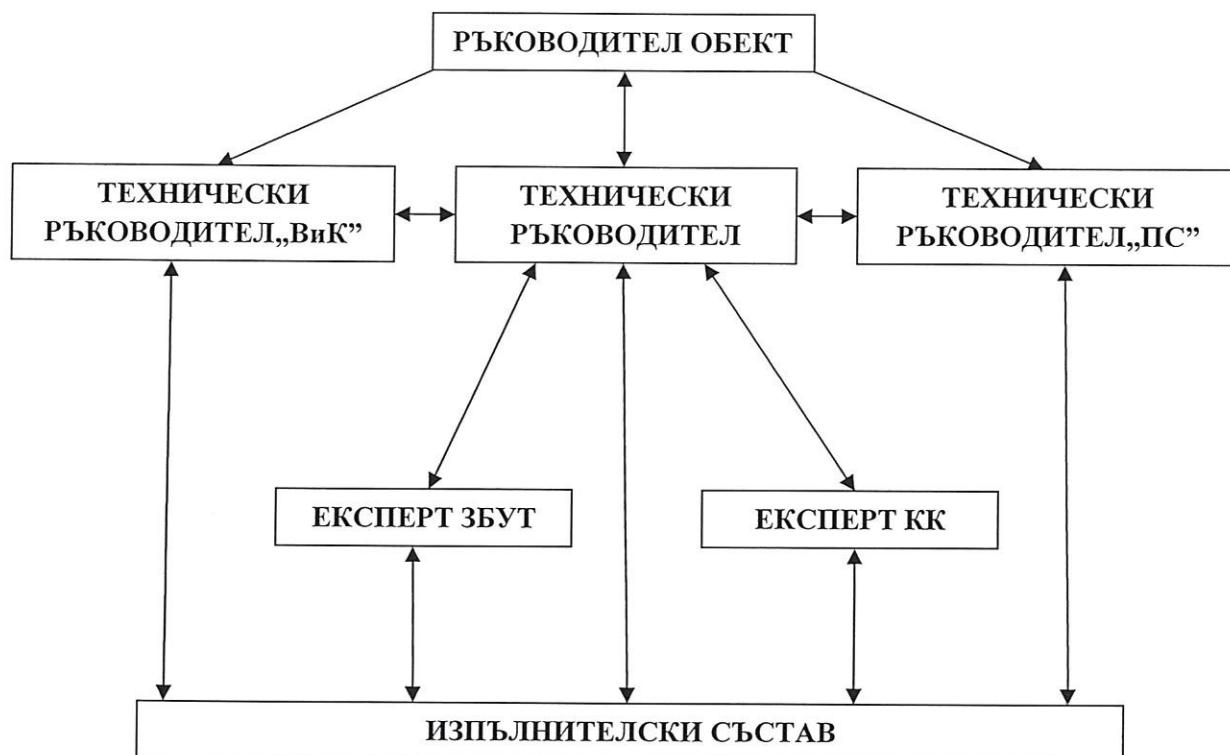 РЪКОВОДИТЕЛ ОБЕКТ
ТЕХНИЧЕСКИ
РЪКОВОДИТЕЛ„ВиК”
ТЕХНИЧЕСКИ
РЪКОВОДИТЕЛ
ТЕХНИЧЕСКИ
РЪКОВОДИТЕЛ„ПС”
ЕКСПЕРТ ЗБУТ
ЕКСПЕРТ КК
ИЗПЪЛНИТЕЛСКИ СЪСТАВ